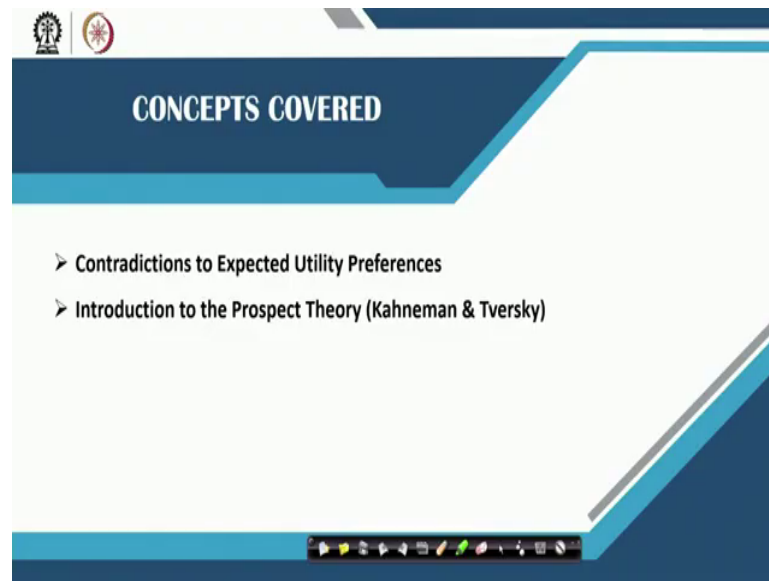 CONCEPTS COVERED
➢ Contradictions to Expected Utility Preferences
➢ Introduction to the Prospect Theory (Kahneman & Tversky)